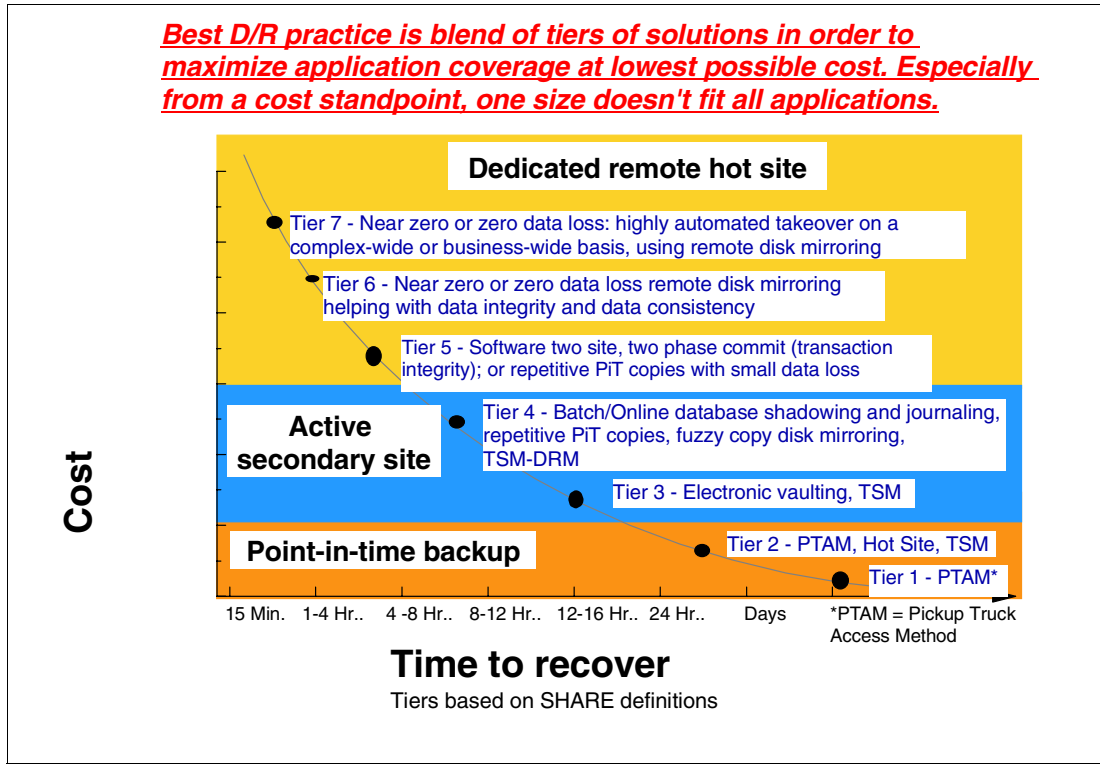 Best D/R practice is blend of tiers of solutions in order to
maximize application coverage at lowest possible cost. Especially
from a cost standpoint, one size doesn't fit all applications.
Dedicated remote hot site
Tier 7 - Near zero or zero data loss: highly automated takeover on a
complex-wide or business-wide basis, using remote disk mirroring
Tier 6 - Near zero or zero data loss remote disk mirroring
helping with data integrity and data consistency
Tier 5 - Software two site, two phase commit (transaction
integrity); or repetitive PiT copies with small data loss
Active
secondary site
Tier 4 - Batch/Online database shadowing and journaling,
repetitive PiT copies, fuzzy copy disk mirroring,
TSM-DRM
Tier 3 - Electronic vaulting, TSM
Cost
Point-in-time backup
Tier 2 - PTAM, Hot Site, TSM
Tier 1 - PTAM*
15 Min. 1-4 Hr.. 4 -8 Hr.. 8-12 Hr.. 12-16 Hr.. 24 Hr.. Days
*PTAM = Pickup Truck
Access Method
Time to recover
Tiers based on SHARE definitions